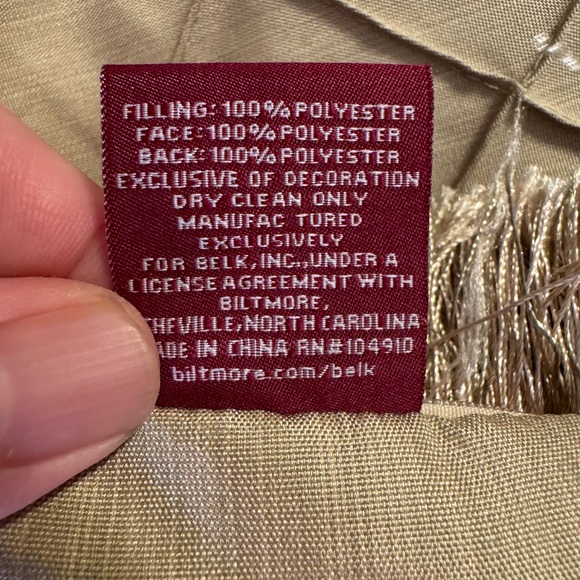 FILLING: 100% POLYESTER
FACE: 100% POLYESTER
BACK: 100% POLYESTER
EXCLUSIVE OF DECORATION
DRY CLEAN ONLY
MANUFAC TURED
EXCLUSIVELY
FOR BELK, INC., UNDER A
LICENSE AGREEMENT WITH
BILTMORE,
HEVILLE, NORTH CAROLINA
ADE IN CHINA RN#104910
biltmore.com/belk